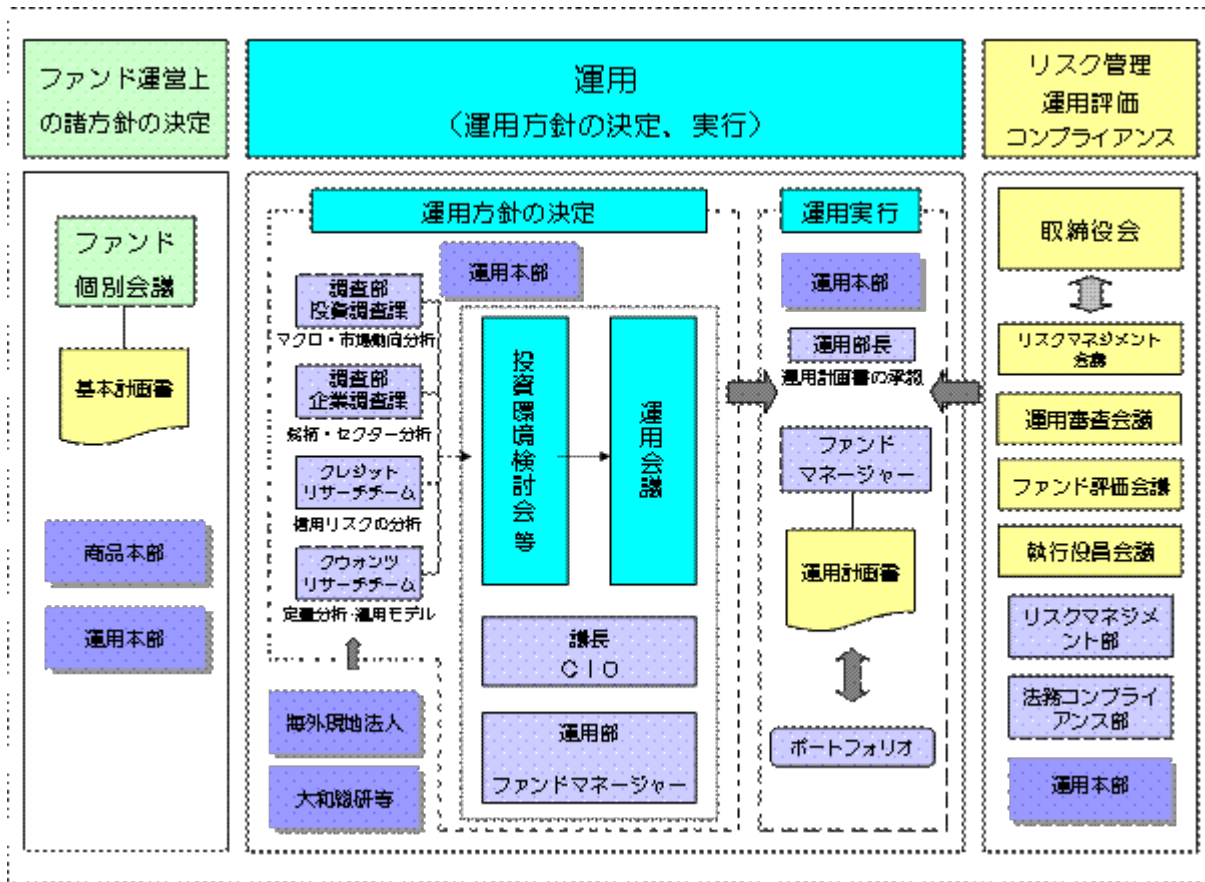 ファンド運営上
の諸方針の決定
運用
(運用方針の決定、実行)
リスク管理
運用評価
コンプライアンス
ファンド
個別会議
基本計画書
商品本部
運用本部
運用方針の決定
運用本部
調査部
投資調査課
マクロ・市場動向分析
調査部
企業調査課
銘柄・セクター分析
クレジット
リサーチチーム
信用リスクの分析
クウォンツ
リサーチチーム
定量分析・運用モデル
海外現地法人
大和総研等
投資環境検討会等
運用会議
議長
CIO
運用部
ファンドマネージャー
運用実行
運用本部
運用部長
運用計画書の承認
ファンド
マネージャー
運用計画書
ポートフォリオ
取締役会
リスクマネジメント
会議
運用審査会議
ファンド評価会議
執行役員会議
リスクマネジメ
ント部
法務コンプライ
アンス部
運用本部